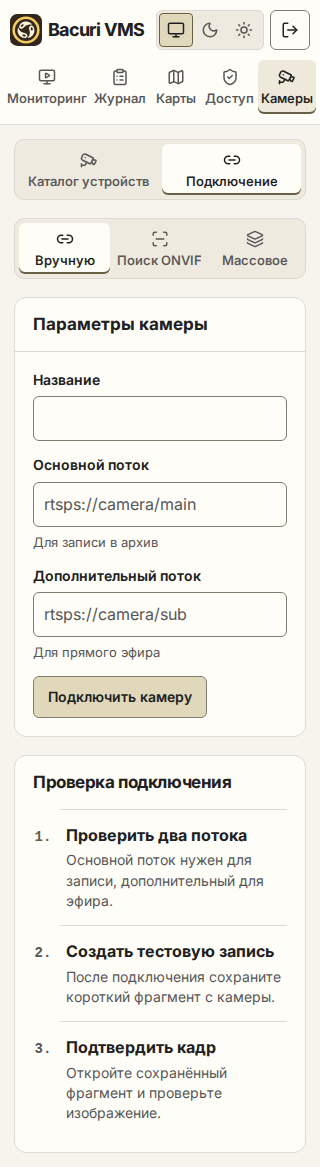 Bacuri VMS
Мониторинг Журнал Карты Доступ Камеры
Каталог устройств Подключение
Вручную Поиск ONVIF Массовое
Параметры камеры
Название
Основной поток
rtsps://camera/main
Для записи в архив
Дополнительный поток
rtsps://camera/sub
Для прямого эфира
Подключить камеру
Проверка подключения
1. Проверить два потока
Основной поток нужен для
записи, дополнительный для
эфира.
2. Создать тестовую запись
После подключения сохраните
короткий фрагмент с камеры.
3. Подтвердить кадр
Откройте сохранённый
фрагмент и проверьте
изображение.